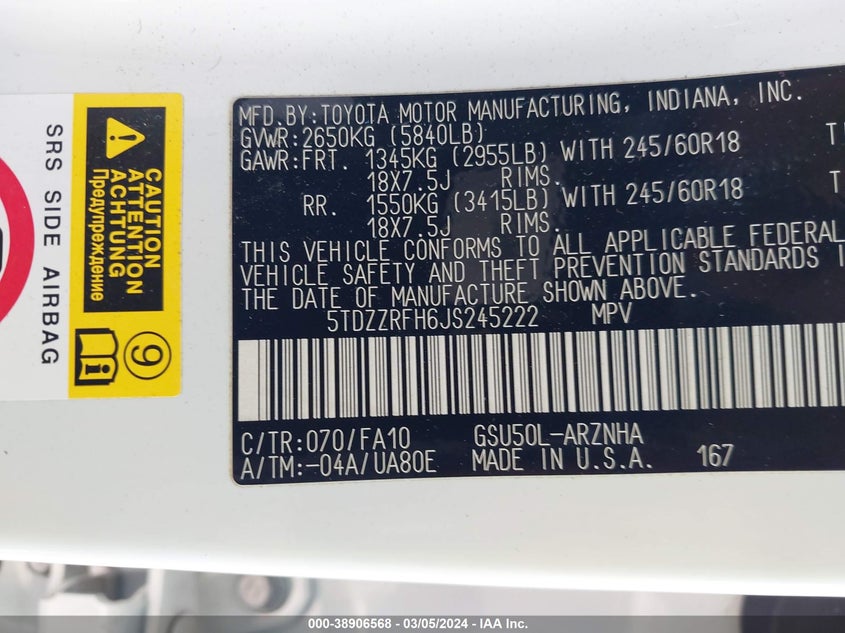 MFD.BY:TOYOTA MOTOR MANUFACTURING, INDIANA, INC.
GVWR:2650KG (5840LB)
GAWR:FRT. 1345KG (2955LB) WITH 245/60R18
18X7.5J RIMS.
RR. 1550KG (3415LB) WITH 245/60R18
18X7.5J RIMS.
THIS VEHICLE CONFORMS TO ALL APPLICABLE FEDERAL
VEHICLE SAFETY AND THEFT PREVENTION STANDARDS
THE DATE OF MANUFACTURE SHOWN ABOVE.
5TDZZRFH6JS245222 MPV
C/TR:070/FA10 GSU50L-ARZNHA
A/TM:-04A/UA80E MADE IN U.S.A. 167
SRS SIDE AIRBAG
CAUTION
ATTENTION
ACHTUNG
Предупреждение
9
000-38906568 - 03/05/2024 - IAA Inc.